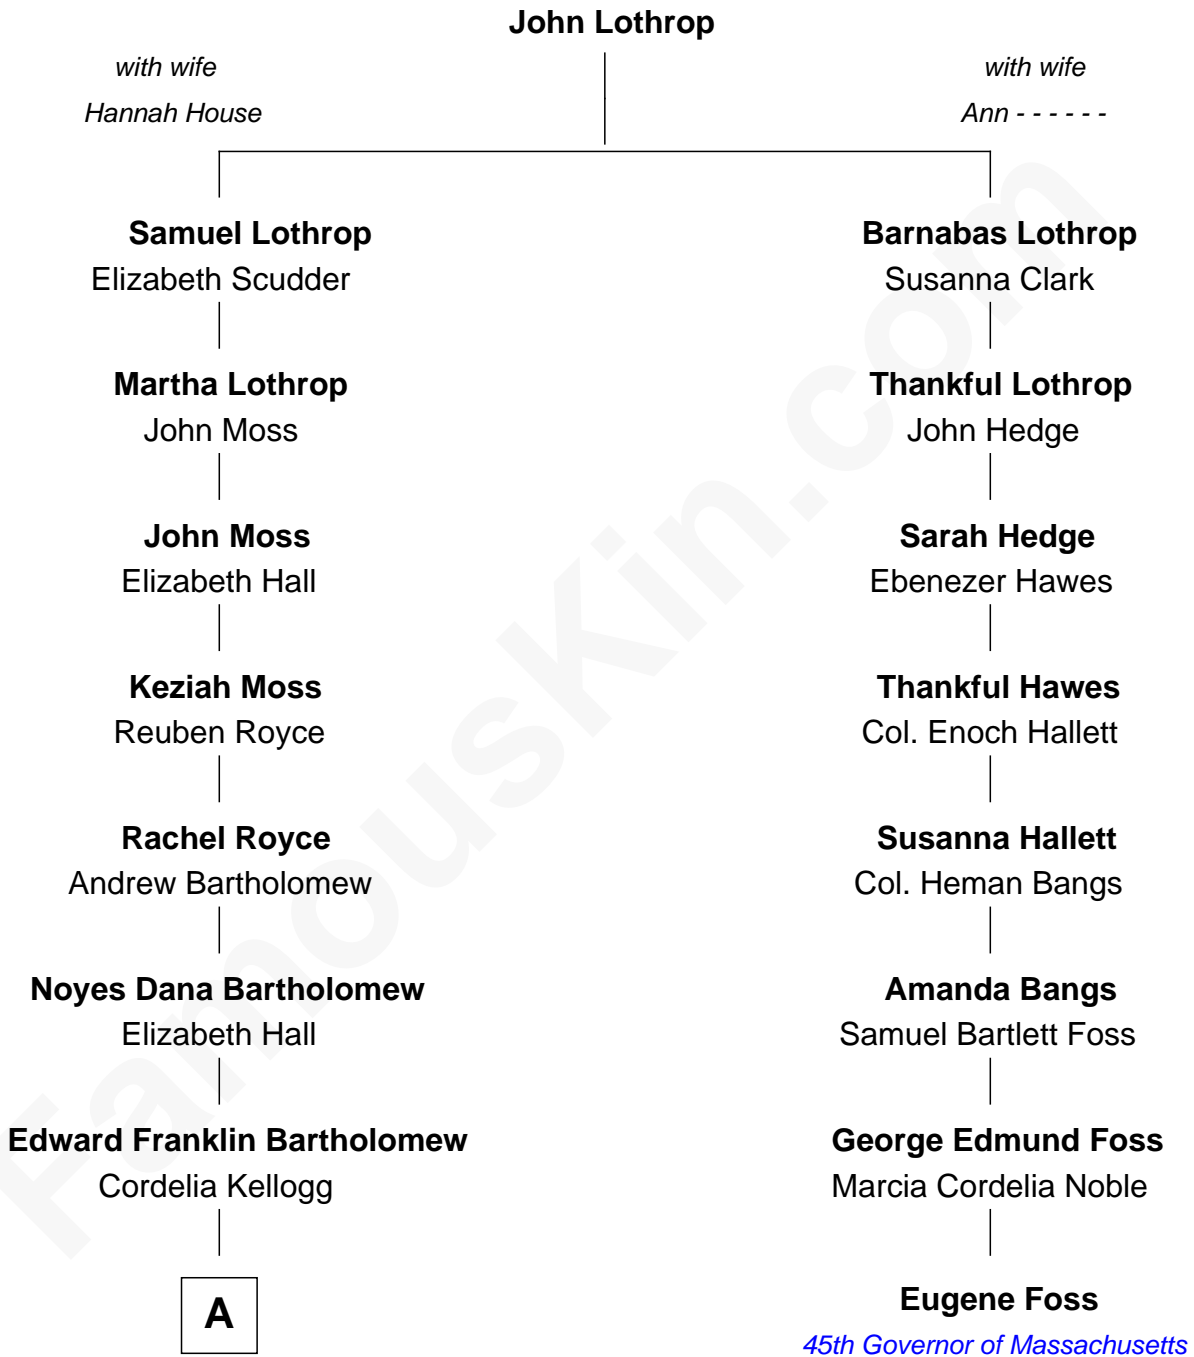 John Lothrop
with wife
Hannah House
with wife
Ann - - - - - -
Samuel Lothrop
Elizabeth Scudder
Barnabas Lothrop
Susanna Clark
Martha Lothrop
John Moss
Thankful Lothrop
John Hedge
John Moss
Elizabeth Hall
Sarah Hedge
Ebenezer Hawes
Keziah Moss
Reuben Royce
Thankful Hawes
Col. Enoch Hallett
Rachel Royce
Andrew Bartholomew
Susanna Hallett
Col. Heman Bangs
Noyes Dana Bartholomew
Elizabeth Hall
Amanda Bangs
Samuel Bartlett Foss
Edward Franklin Bartholomew
Cordelia Kellogg
George Edmund Foss
Marcia Cordelia Noble
A
Eugene Foss
45th Governor of Massachusetts
FamousKin.com